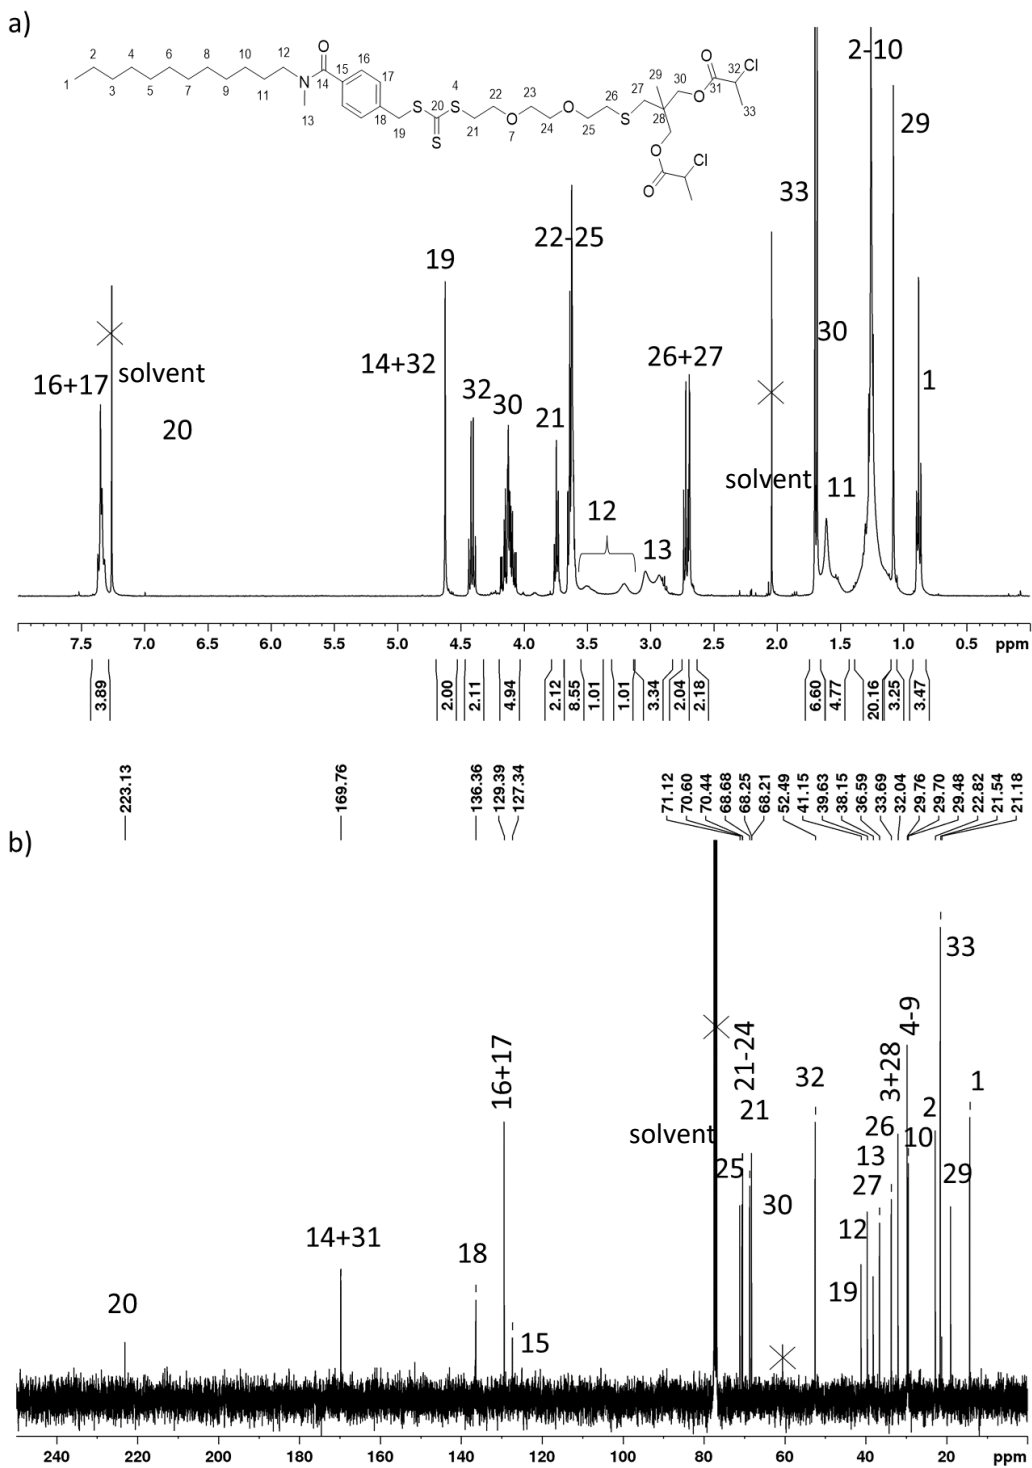 a)
2 4 6 8 10 12 O
1 3 5 7 9 11 N 14 15 16 17 18
13
S 20 S 4 22 O 23 O 26 27 29 30 O 31 32 Cl
19 S 21 7 24 25 S 28 O 33
O
O Cl
2-10
29
33
22-25
19
16+17 solvent 14+32 26+27 30 1
20 32 30 21
solvent 11
12
13
7.5 7.0 6.5 6.0 5.5 5.0 4.5 4.0 3.5 3.0 2.5 2.0 1.5 1.0 0.5 ppm
3.89 2.00 2.11 4.94 2.12 8.55 1.01 1.01 3.34 2.04 2.18 6.60 4.77 20.16 3.25 3.47
223.13 169.76 136.36 129.39 127.34 71.12 70.60 70.44 68.68 68.25 68.21 52.49 41.15 39.63 38.15 36.59 33.69 32.04 29.76 29.70 29.48 22.82 21.54 21.18
b)
33
16+17 21-24 4-9
32 3+28 1
21 2
solvent 26 10
13
25 27 29
30
14+31 12
18
20 19
15
240 220 200 180 160 140 120 100 80 60 40 20 ppm